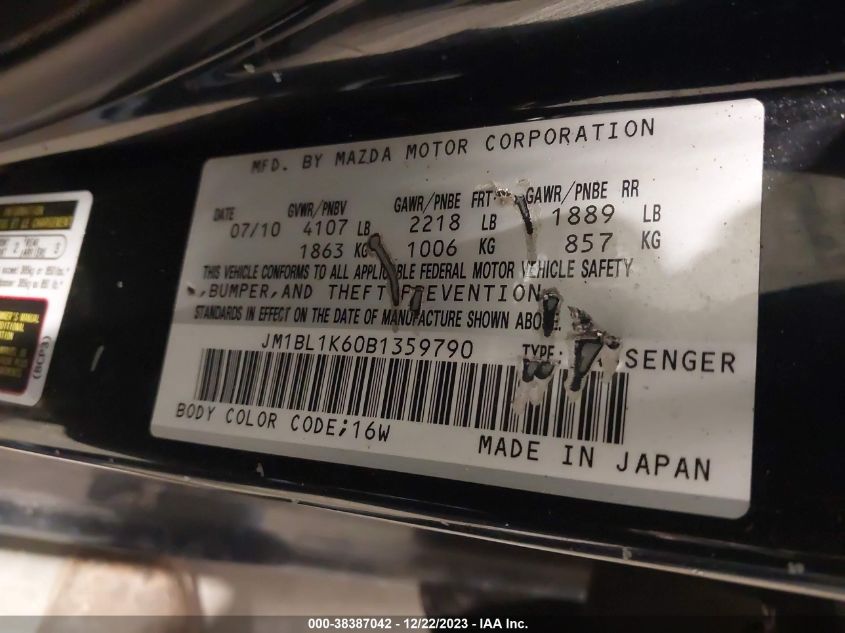 MFD. BY MAZDA MOTOR CORPORATION
DATE GVWR/PNBV GAWR/PNBE FRT GAWR/PNBE RR
07/10 4107 LB 2218 LB 1889 LB
1863 KG 1006 KG 857 KG
THIS VEHICLE CONFORMS TO ALL APPLICABLE FEDERAL MOTOR VEHICLE SAFETY
,BUMPER,AND THEFT PREVENTION
STANDARDS IN EFFECT ON THE DATE OF MANUFACTURE SHOWN ABOVE.
JM1BL1K60B1359790 TYPE: SENGER
BODY COLOR CODE;16W
MADE IN JAPAN
(BCP3)
000-38387042 - 12/22/2023 - IAA Inc.